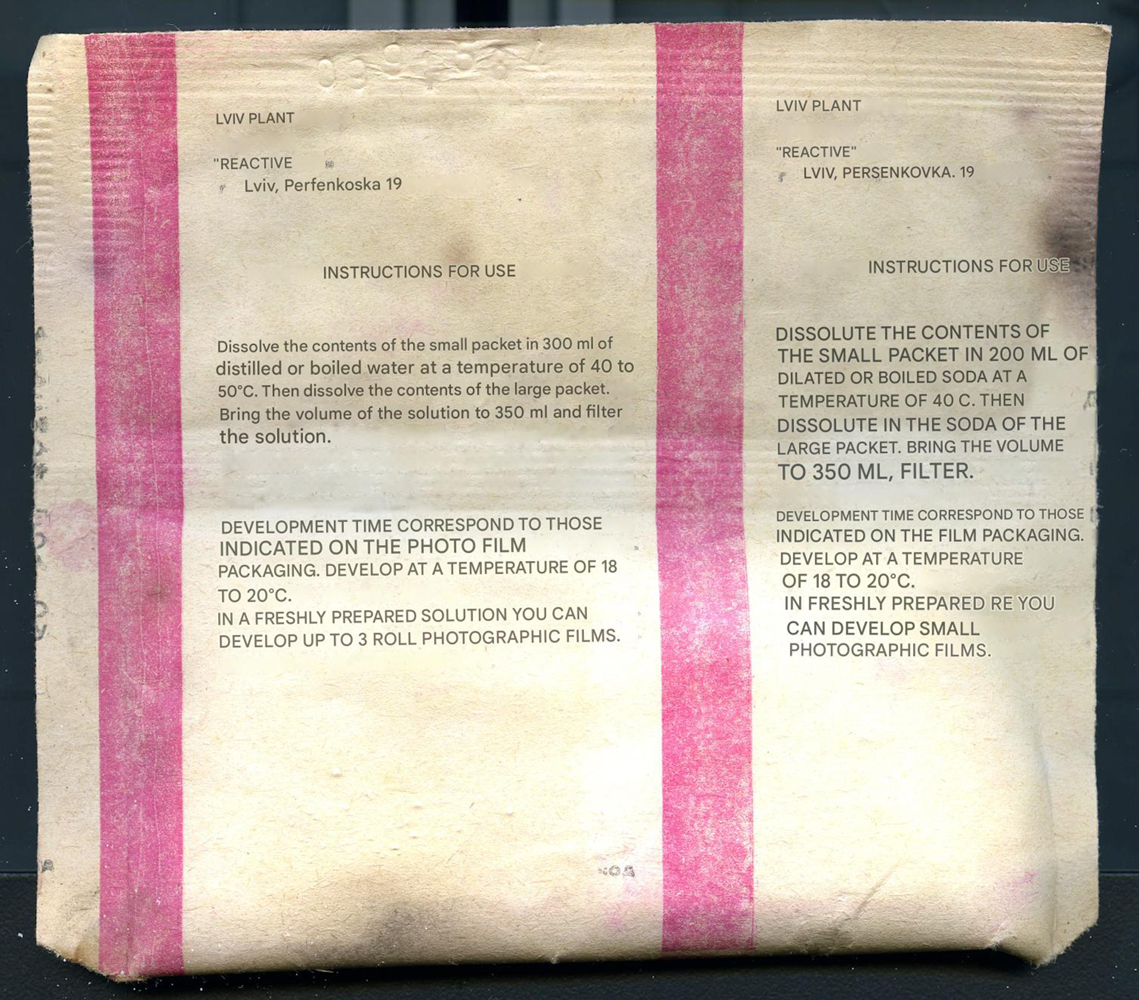 LVIV PLANT
"REACTIVE
Lviv, Perfenkoska 19
INSTRUCTIONS FOR USE
Dissolve the contents of the small packet in 300 ml of
distilled or boiled water at a temperature of 40 to
50°C. Then dissolve the contents of the large packet.
Bring the volume of the solution to 350 ml and filter
the solution.
DEVELOPMENT TIME CORRESPOND TO THOSE
INDICATED ON THE PHOTO FILM
PACKAGING. DEVELOP AT A TEMPERATURE OF 18
TO 20°C.
IN A FRESHLY PREPARED SOLUTION YOU CAN
DEVELOP UP TO 3 ROLL PHOTOGRAPHIC FILMS.
LVIV PLANT
"REACTIVE"
LVIV, PERSENKOVKA. 19
INSTRUCTIONS FOR USE
DISSOLUTE THE CONTENTS OF
THE SMALL PACKET IN 200 ML OF
DILATED OR BOILED SODA AT A
TEMPERATURE OF 40 C. THEN
DISSOLUTE IN THE SODA OF THE
LARGE PACKET. BRING THE VOLUME
TO 350 ML, FILTER.
DEVELOPMENT TIME CORRESPOND TO THOSE
INDICATED ON THE FILM PACKAGING.
DEVELOP AT A TEMPERATURE
OF 18 TO 20°C.
IN FRESHLY PREPARED RE YOU
CAN DEVELOP SMALL
PHOTOGRAPHIC FILMS.